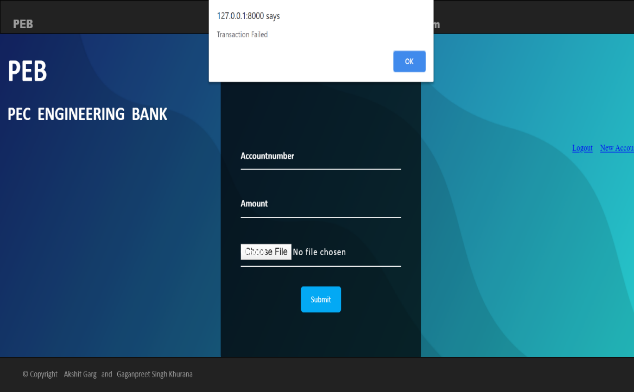 127.0.0.1:8000 says
Transaction Failed
OK
PEB
PEB
PEC ENGINEERING BANK
Logout New Accou
Accountnumber
Amount
Choose File No file chosen
Submit
© Copyright Akshit Garg and Gaganpreet Singh Khurana